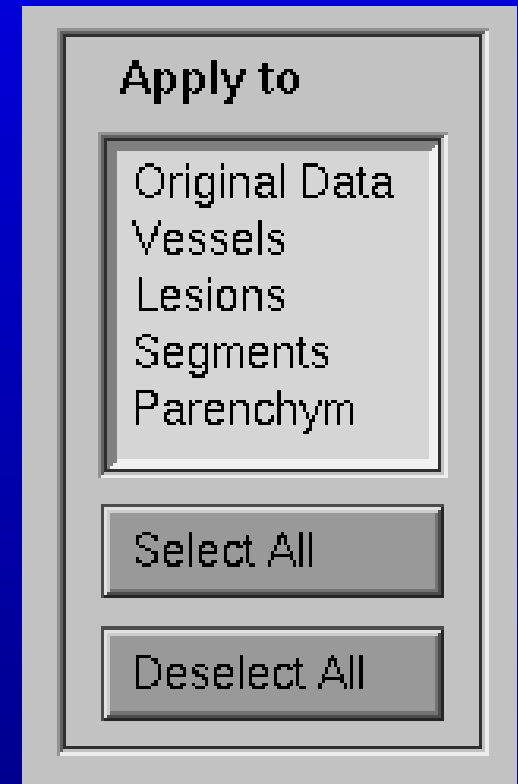 Apply to
Original Data
Vessels
Lesions
Segments
Parenchym
Select All
Deselect All